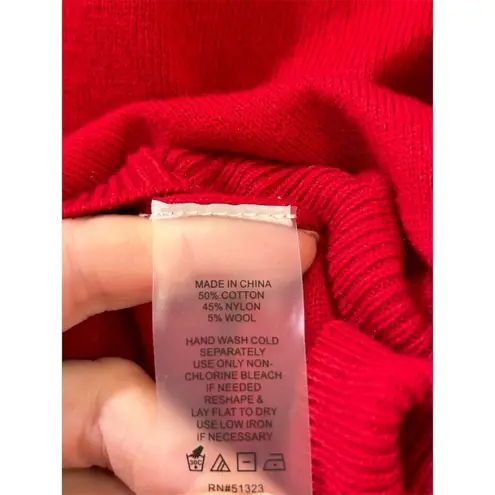 MADE IN CHINA
50% COTTON
45% NYLON
5% WOOL
HAND WASH COLD
SEPARATELY
USE ONLY NON-
CHLORINE BLEACH
IF NEEDED
RESHAPE &
LAY FLAT TO DRY
USE LOW IRON
IF NECESSARY
30C
RN#51323